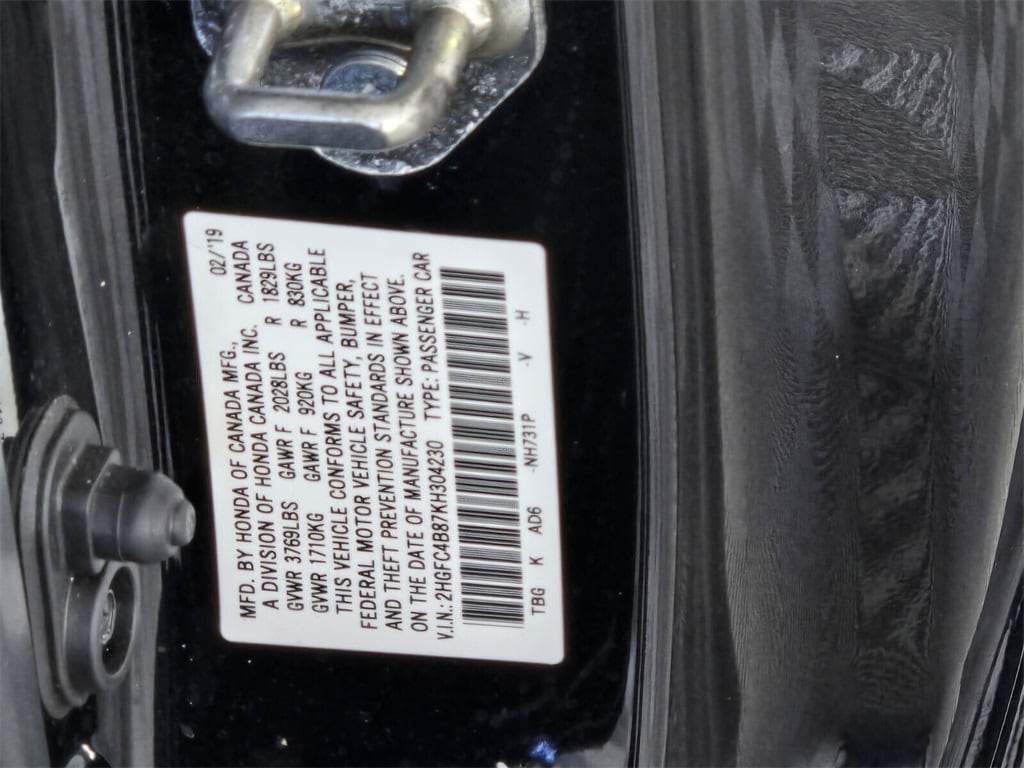 MFD. BY HONDA OF CANADA MFG., 02/'19
A DIVISION OF HONDA CANADA INC. CANADA
GVWR 3769LBS GAWR F 2028LBS R 1829LBS
GVWR 1710KG GAWR F 920KG R 830KG
THIS VEHICLE CONFORMS TO ALL APPLICABLE
FEDERAL MOTOR VEHICLE SAFETY, BUMPER,
AND THEFT PREVENTION STANDARDS IN EFFECT
ON THE DATE OF MANUFACTURE SHOWN ABOVE.
V.I.N.:2HGFC4B87KH304230 TYPE: PASSENGER CAR
TBG K AD6 -NH731P -V -H